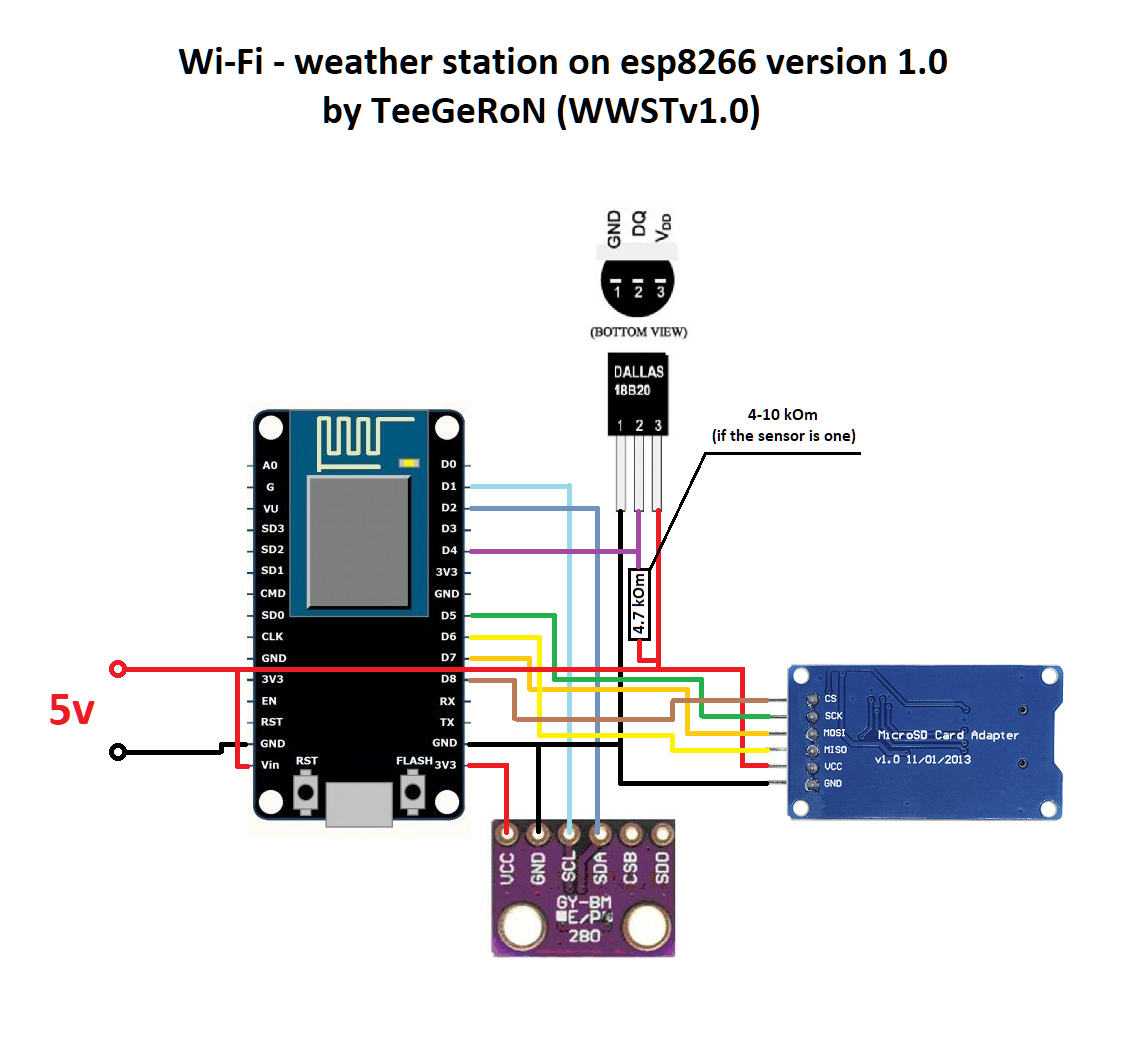 Wi-Fi - weather station on esp8266 version 1.0
by TeeGeRoN (WWSTv1.0)
GND
DQ
VDD
1 2 3
(BOTTOM VIEW)
DALLAS
18B20
1 2 3
4-10 kOm
(if the sensor is one)
4.7 kOm
A0
G
VU
SD3
SD2
SD1
CMD
SD0
CLK
GND
3V3
EN
RST
GND
Vin
D0
D1
D2
D3
D4
3V3
GND
D5
D6
D7
D8
RX
TX
GND
3V3
RST
FLASH
5v
CS
SCK
MOSI
MISO
VCC
GND
MicroSD Card Adapter
v1.0 11/01/2013
VCC
GND
SCL
SDA
CSB
SDO
GY-BM
E/P
280